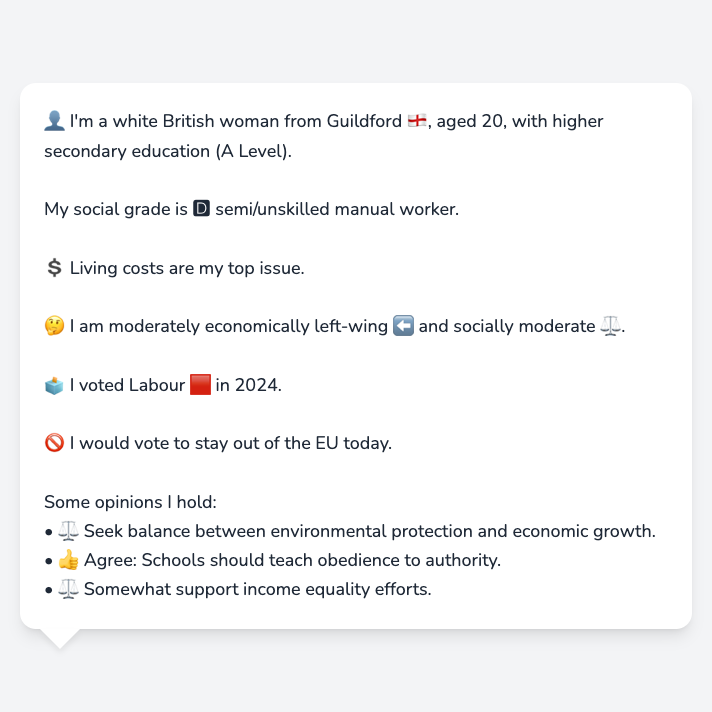 👤 I'm a white British woman from Guildford 🏴󠁧󠁢󠁥󠁮󠁧󠁿, aged 20, with higher
secondary education (A Level).
My social grade is 🅳 semi/unskilled manual worker.
💲 Living costs are my top issue.
🤔 I am moderately economically left-wing ⬅️ and socially moderate ⚖️.
🗳️ I voted Labour 🟥 in 2024.
🚫 I would vote to stay out of the EU today.
Some opinions I hold:
• ⚖️ Seek balance between environmental protection and economic growth.
• 👍 Agree: Schools should teach obedience to authority.
• ⚖️ Somewhat support income equality efforts.